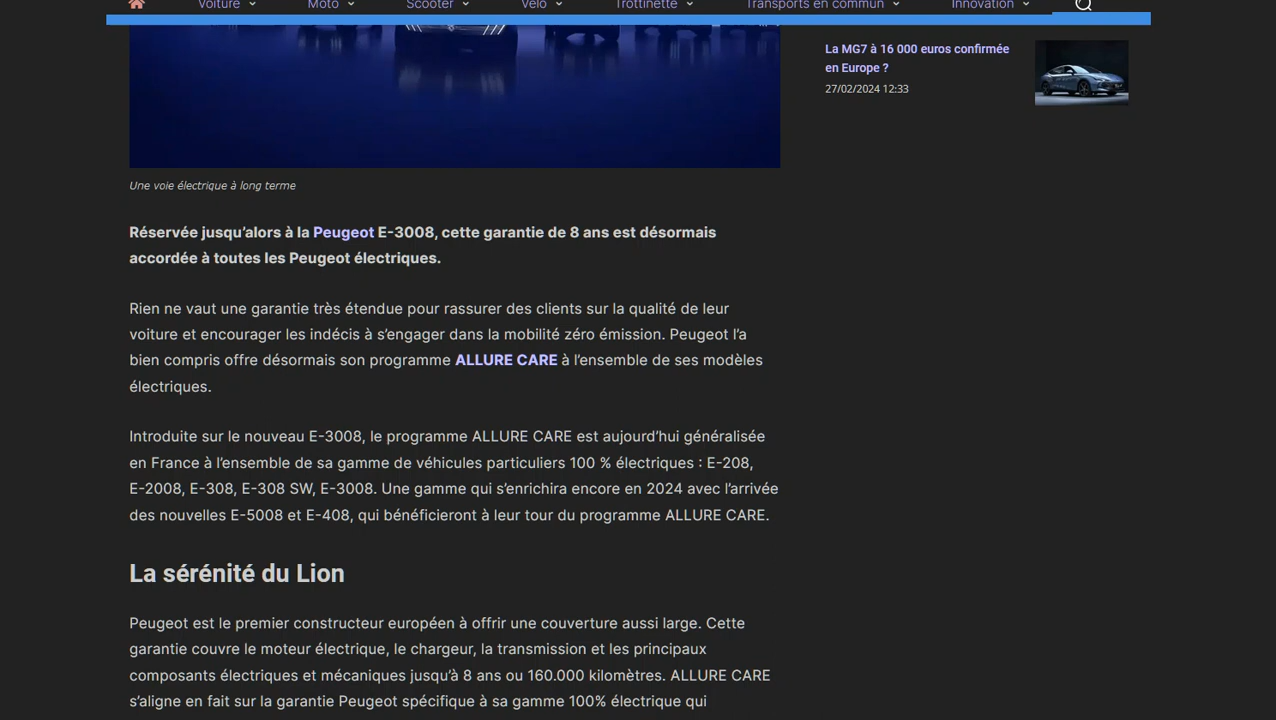 Voiture
Moto
Scooter
Vélo
Trottinette
Transports en commun
Innovation
La MG7 à 16 000 euros confirmée
en Europe ?
27/02/2024 12:33
Une voie électrique à long terme
Réservée jusqu’alors à la Peugeot E-3008, cette garantie de 8 ans est désormais
accordée à toutes les Peugeot électriques.
Rien ne vaut une garantie très étendue pour rassurer des clients sur la qualité de leur
voiture et encourager les indécis à s’engager dans la mobilité zéro émission. Peugeot l’a
bien compris offre désormais son programme ALLURE CARE à l’ensemble de ses modèles
électriques.
Introduite sur le nouveau E-3008, le programme ALLURE CARE est aujourd’hui généralisée
en France à l’ensemble de sa gamme de véhicules particuliers 100 % électriques : E-208,
E-2008, E-308, E-308 SW, E-3008. Une gamme qui s’enrichira encore en 2024 avec l’arrivée
des nouvelles E-5008 et E-408, qui bénéficieront à leur tour du programme ALLURE CARE.
La sérénité du Lion
Peugeot est le premier constructeur européen à offrir une couverture aussi large. Cette
garantie couvre le moteur électrique, le chargeur, la transmission et les principaux
composants électriques et mécaniques jusqu’à 8 ans ou 160.000 kilomètres. ALLURE CARE
s’aligne en fait sur la garantie Peugeot spécifique à sa gamme 100% électrique qui